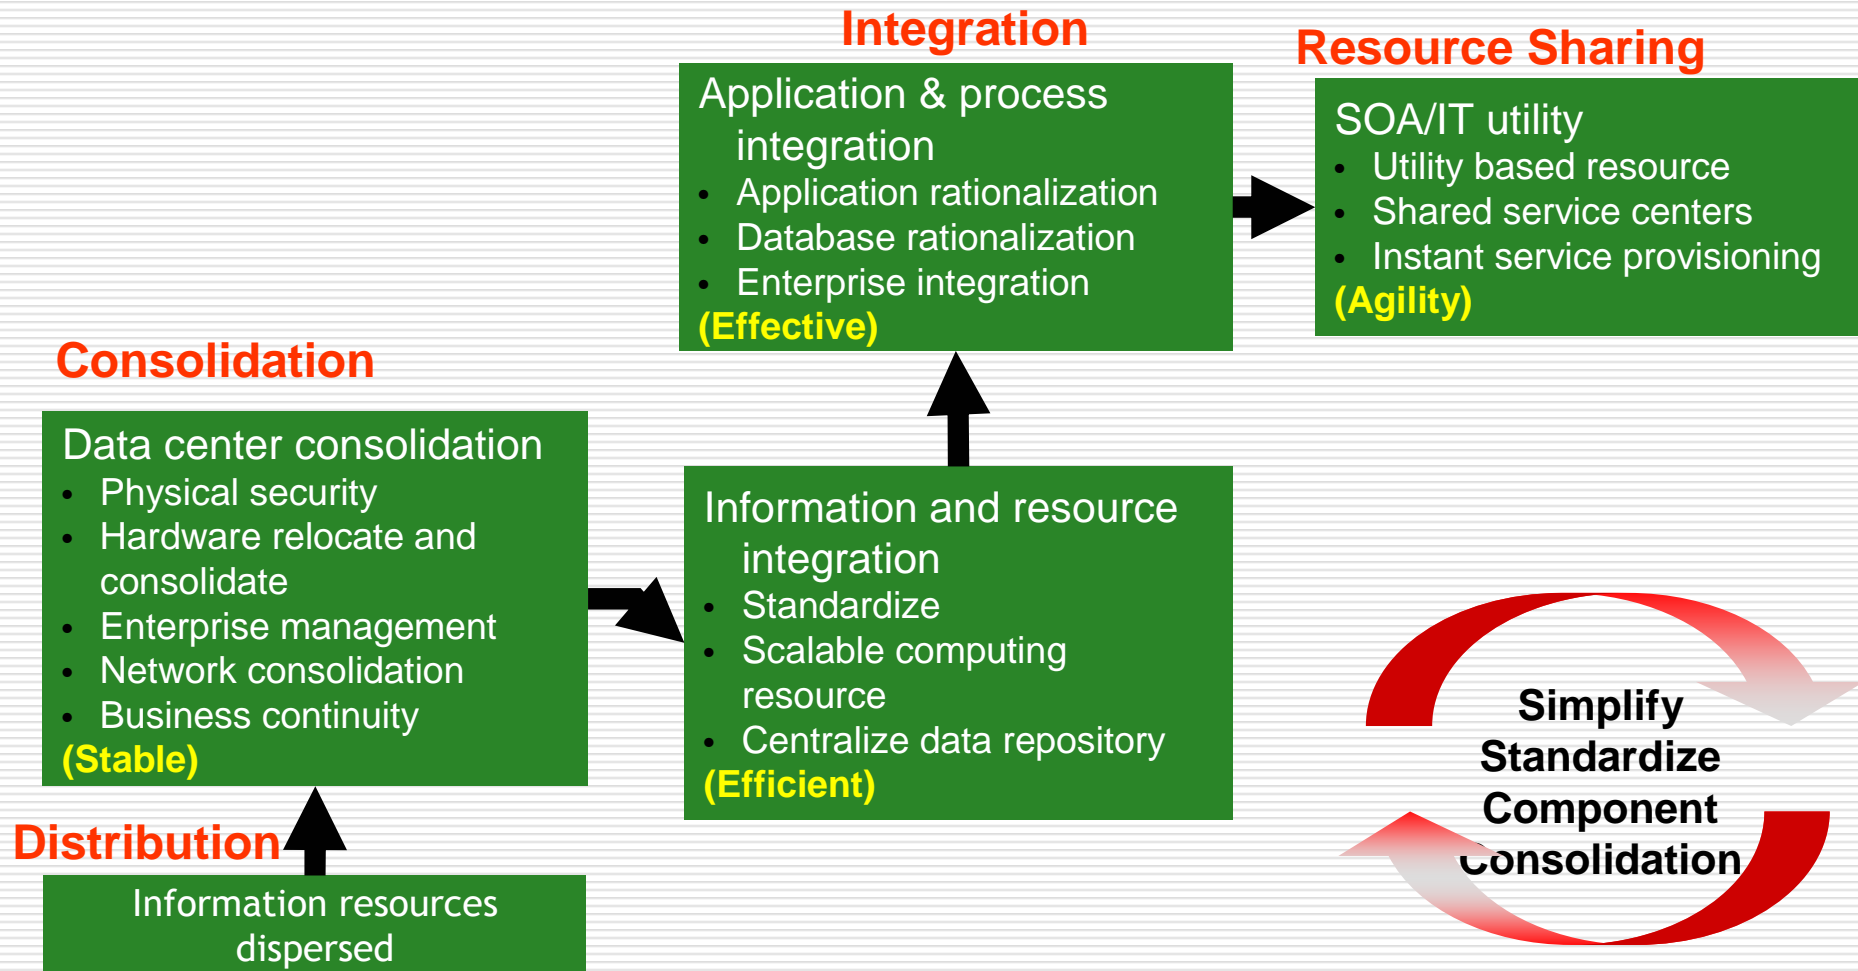 Integration
Resource Sharing
Application & process
integration
• Application rationalization
• Database rationalization
• Enterprise integration
(Effective)
SOA/IT utility
• Utility based resource
• Shared service centers
• Instant service provisioning
(Agility)
Consolidation
Data center consolidation
• Physical security
• Hardware relocate and
consolidate
• Enterprise management
• Network consolidation
• Business continuity
(Stable)
Information and resource
integration
• Standardize
• Scalable computing
resource
• Centralize data repository
(Efficient)
Distribution
Information resources
dispersed
Simplify
Standardize
Component
Consolidation